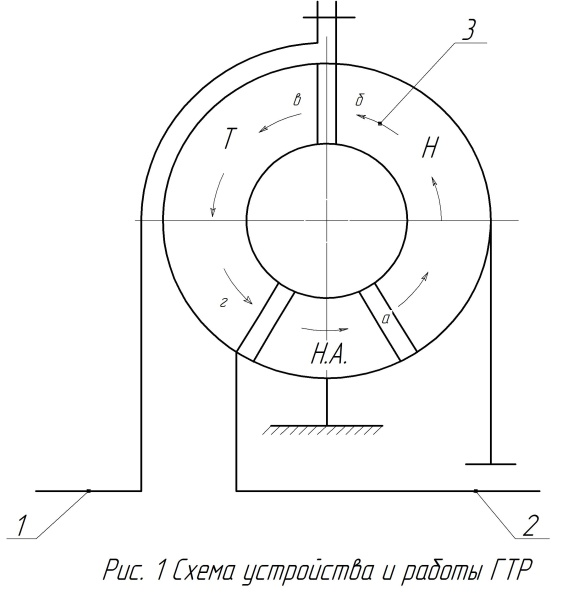 3
в
б
Т
Н
г
а
Н.А.
1
2
Рис. 1 Схема устройства и работы ГТР